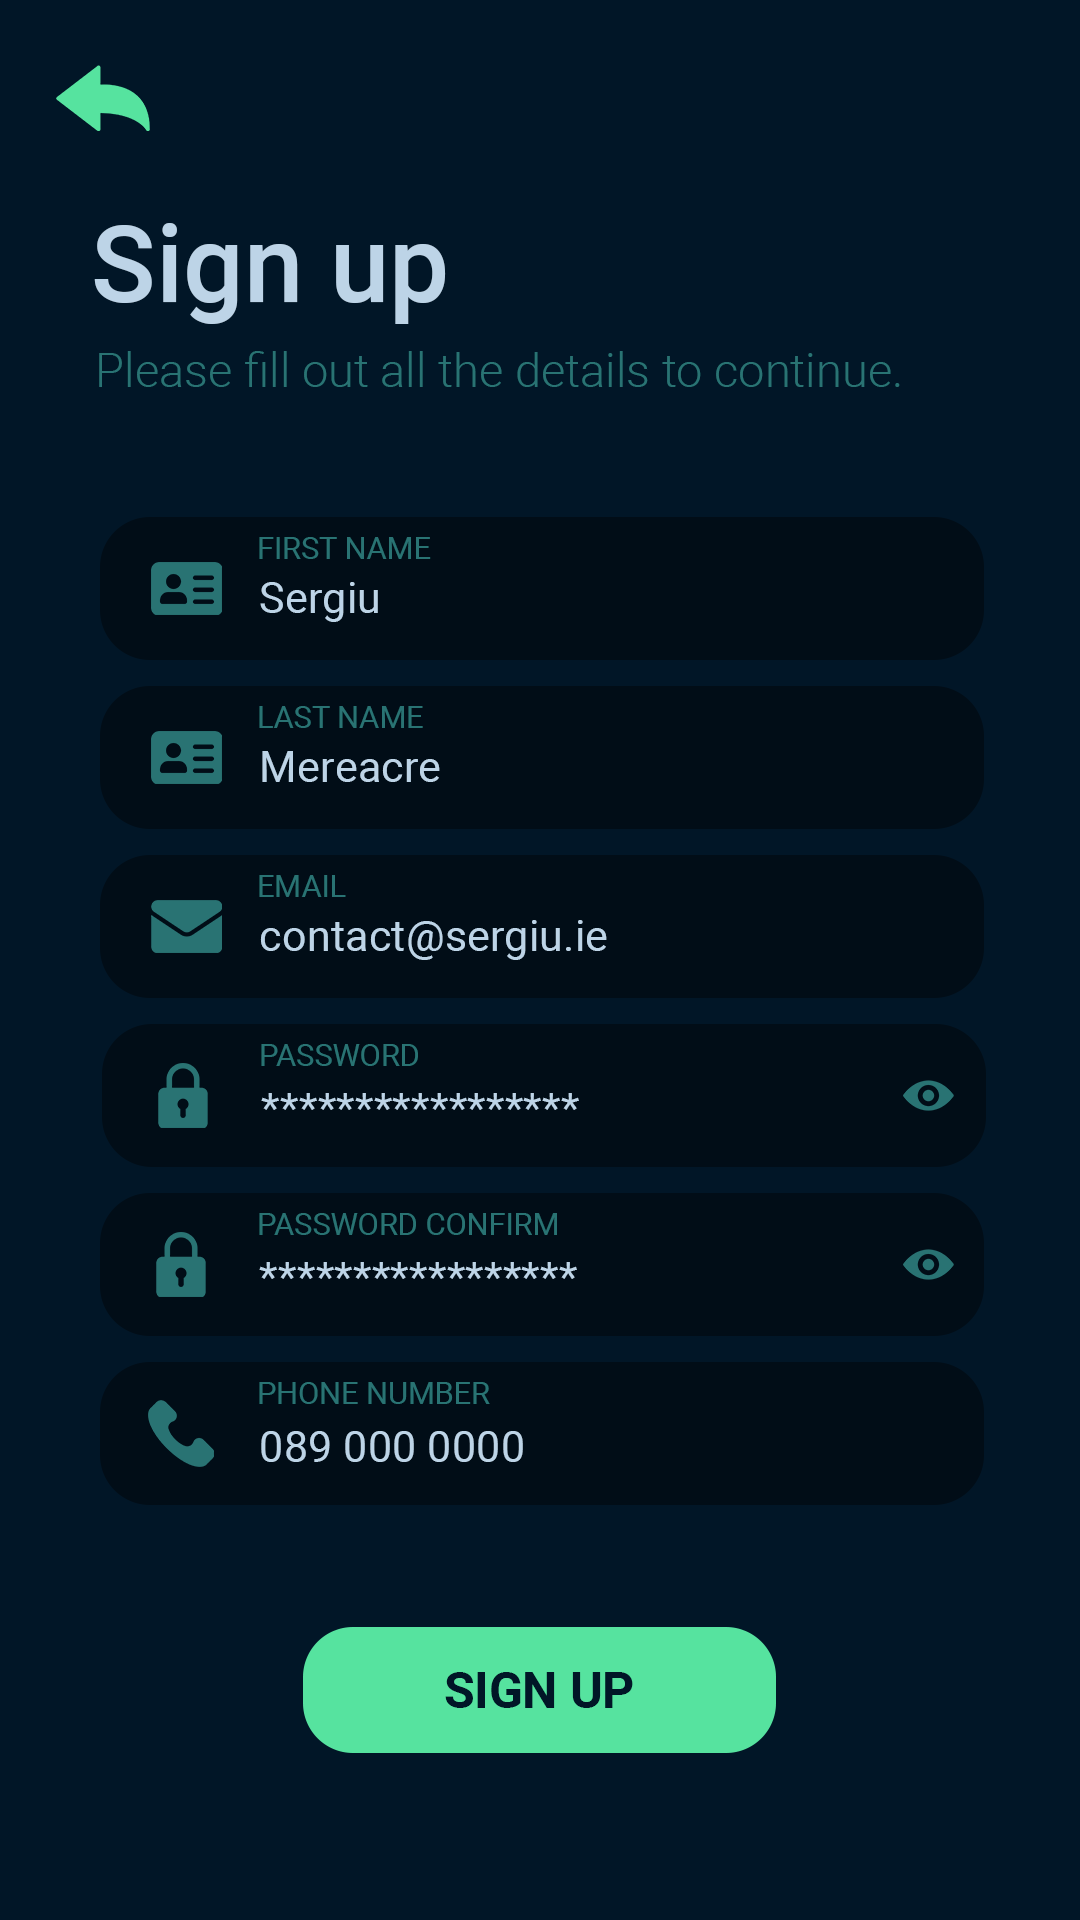 Sign up
Please fill out all the details to continue.
FIRST NAME
Sergiu
LAST NAME
Mereacre
EMAIL
contact@sergiu.ie
PASSWORD
*****************
PASSWORD CONFIRM
*****************
PHONE NUMBER
089 000 0000
SIGN UP